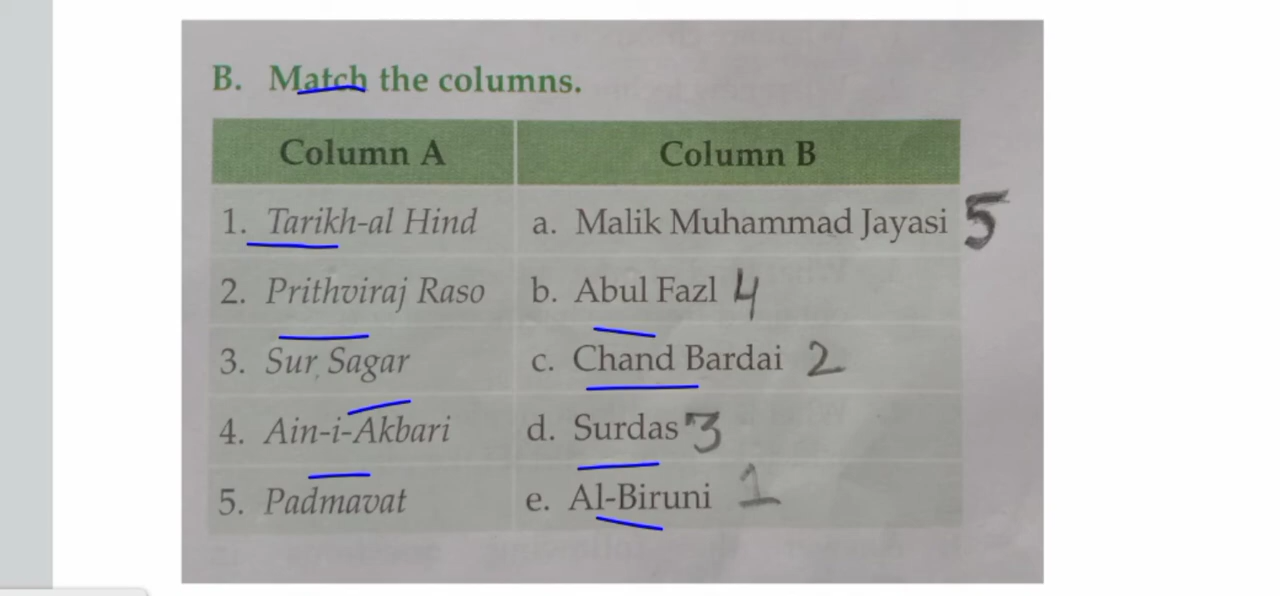 B. Match the columns.
Column A Column B
1. Tarikh-al Hind a. Malik Muhammad Jayasi 5
2. Prithviraj Raso b. Abul Fazl 4
3. Sur Sagar c. Chand Bardai 2
4. Ain-i-Akbari d. Surdas 3
5. Padmavat e. Al-Biruni 1